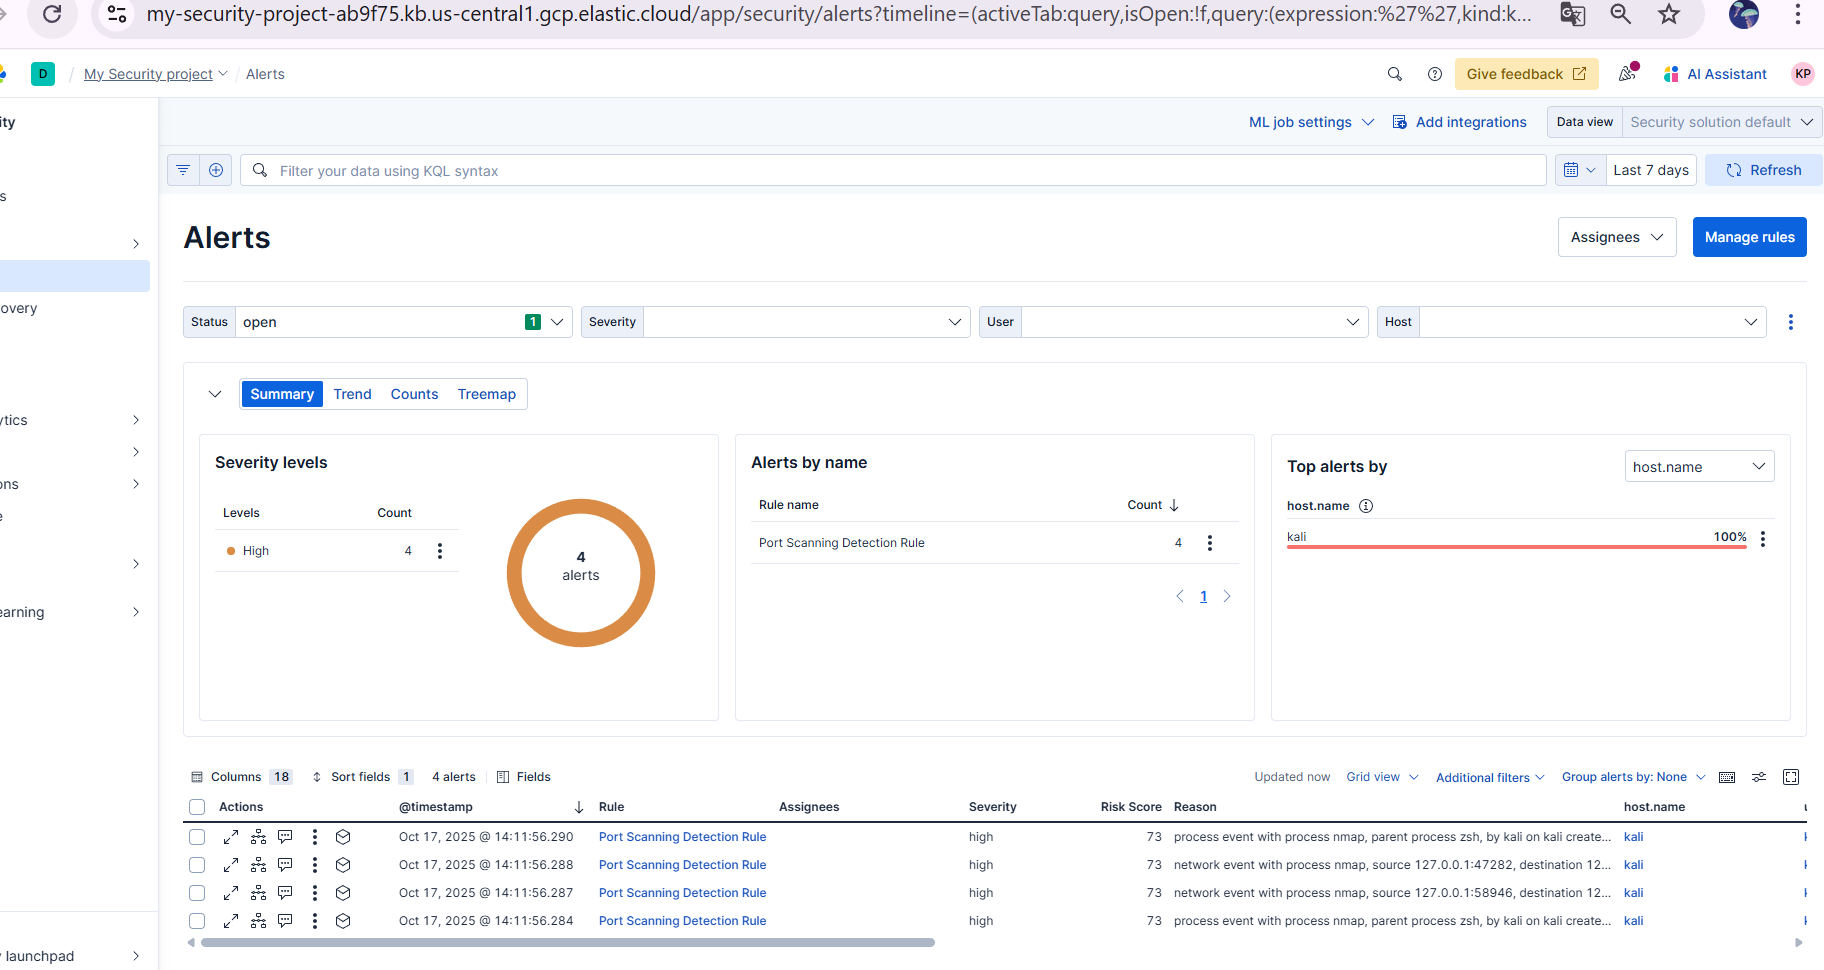 my-security-project-ab9f75.kb.us-central1.gcp.elastic.cloud/app/security/alerts?timeline=(activeTab:query,isOpen:!f,query:(expression:%27%27,kind:k...
D / My Security project / Alerts
Give feedback
AI Assistant
KP
ity
ML job settings
Add integrations
Data view Security solution default
Filter your data using KQL syntax
Last 7 days
Refresh
s
Alerts
Assignees
Manage rules
overy
Status open 1
Severity
User
Host
Summary Trend Counts Treemap
ytics
Severity levels
Levels Count
High 4
4
alerts
Alerts by name
Rule name Count
Port Scanning Detection Rule 4
1
Top alerts by
host.name
host.name
kali 100%
ons
e
earning
Columns 18 Sort fields 1 4 alerts Fields
Updated now Grid view Additional filters Group alerts by: None
Actions @timestamp Rule Assignees Severity Risk Score Reason host.name u
Oct 17, 2025 @ 14:11:56.290 Port Scanning Detection Rule high 73 process event with process nmap, parent process zsh, by kali on kali create... kali k
Oct 17, 2025 @ 14:11:56.288 Port Scanning Detection Rule high 73 network event with process nmap, source 127.0.0.1:47282, destination 12... kali k
Oct 17, 2025 @ 14:11:56.287 Port Scanning Detection Rule high 73 network event with process nmap, source 127.0.0.1:58946, destination 12... kali k
Oct 17, 2025 @ 14:11:56.284 Port Scanning Detection Rule high 73 process event with process nmap, parent process zsh, by kali on kali create... kali k
y launchpad